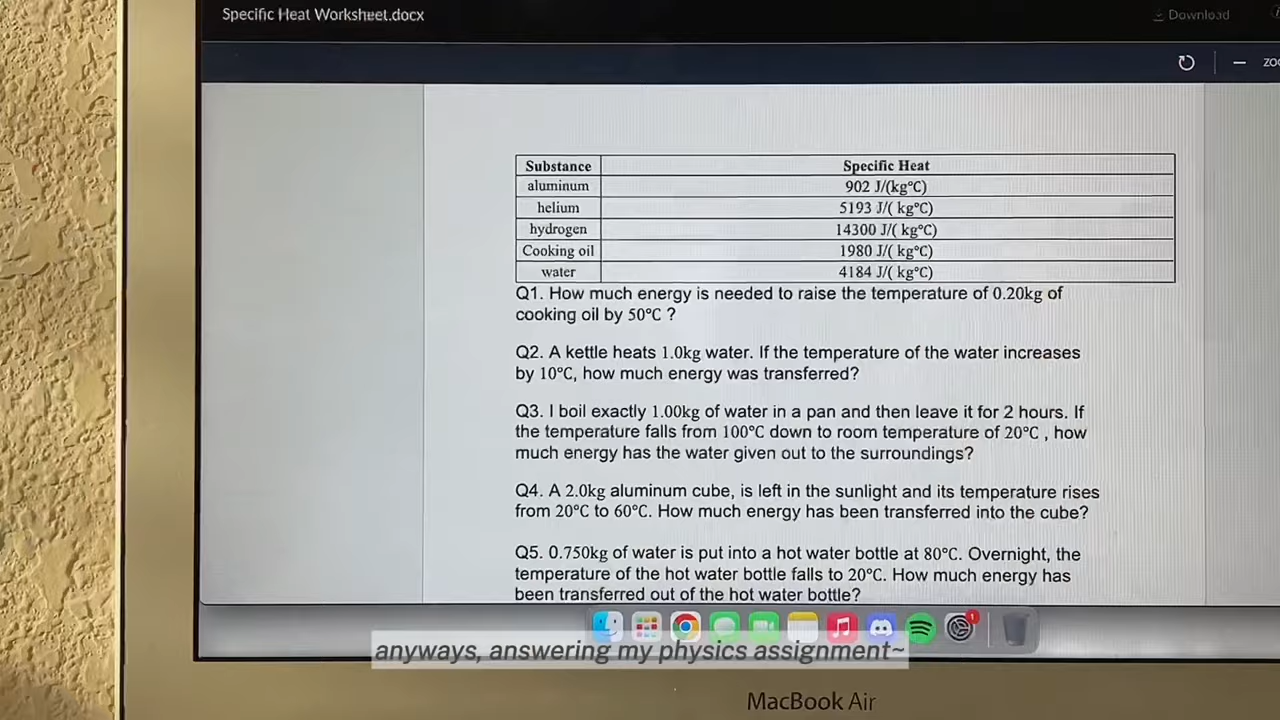 Specific Heat Worksheet.docx
Download
Substance Specific Heat
aluminum 902 J/(kg°C)
helium 5193 J/( kg°C)
hydrogen 14300 J/( kg°C)
Cooking oil 1980 J/( kg°C)
water 4184 J/( kg°C)
Q1. How much energy is needed to raise the temperature of 0.20kg of
cooking oil by 50°C ?
Q2. A kettle heats 1.0kg water. If the temperature of the water increases
by 10°C, how much energy was transferred?
Q3. I boil exactly 1.00kg of water in a pan and then leave it for 2 hours. If
the temperature falls from 100°C down to room temperature of 20°C , how
much energy has the water given out to the surroundings?
Q4. A 2.0kg aluminum cube, is left in the sunlight and its temperature rises
from 20°C to 60°C. How much energy has been transferred into the cube?
Q5. 0.750kg of water is put into a hot water bottle at 80°C. Overnight, the
temperature of the hot water bottle falls to 20°C. How much energy has
been transferred out of the hot water bottle?
1
anyways, answering my physics assignment~
MacBook Air